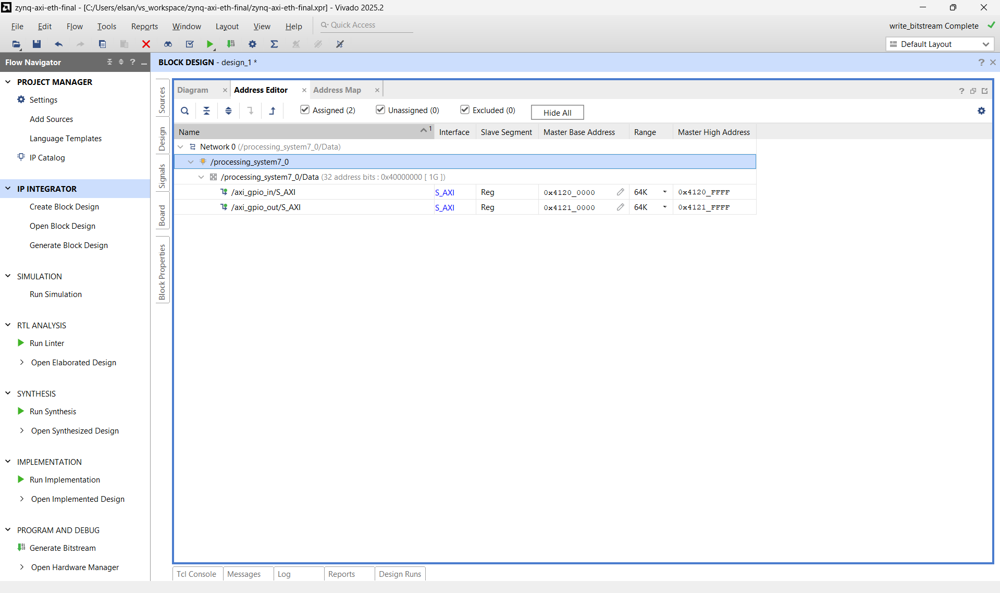 zynq-axi-eth-final - [C:/Users/elsan/vs_workspace/zynq-axi-eth-final/zynq-axi-eth-final.xpr] - Vivado 2025.2
File Edit Flow Tools Reports Window Layout View Help Quick Access
write_bitstream Complete
Default Layout
Flow Navigator
PROJECT MANAGER
Settings
Add Sources
Language Templates
IP Catalog
IP INTEGRATOR
Create Block Design
Open Block Design
Generate Block Design
SIMULATION
Run Simulation
RTL ANALYSIS
Run Linter
Open Elaborated Design
SYNTHESIS
Run Synthesis
Open Synthesized Design
IMPLEMENTATION
Run Implementation
Open Implemented Design
PROGRAM AND DEBUG
Generate Bitstream
Open Hardware Manager
BLOCK DESIGN - design_1 *
Sources
Design
Signals
Board
Block Properties
Diagram Address Editor Address Map
Assigned (2) Unassigned (0) Excluded (0) Hide All
Name 1 Interface Slave Segment Master Base Address Range Master High Address
Network 0 (/processing_system7_0/Data)
/processing_system7_0
/processing_system7_0/Data (32 address bits : 0x40000000 [ 1G ])
/axi_gpio_in/S_AXI S_AXI Reg 0x4120_0000 64K 0x4120_FFFF
/axi_gpio_out/S_AXI S_AXI Reg 0x4121_0000 64K 0x4121_FFFF
Tcl Console Messages Log Reports Design Runs